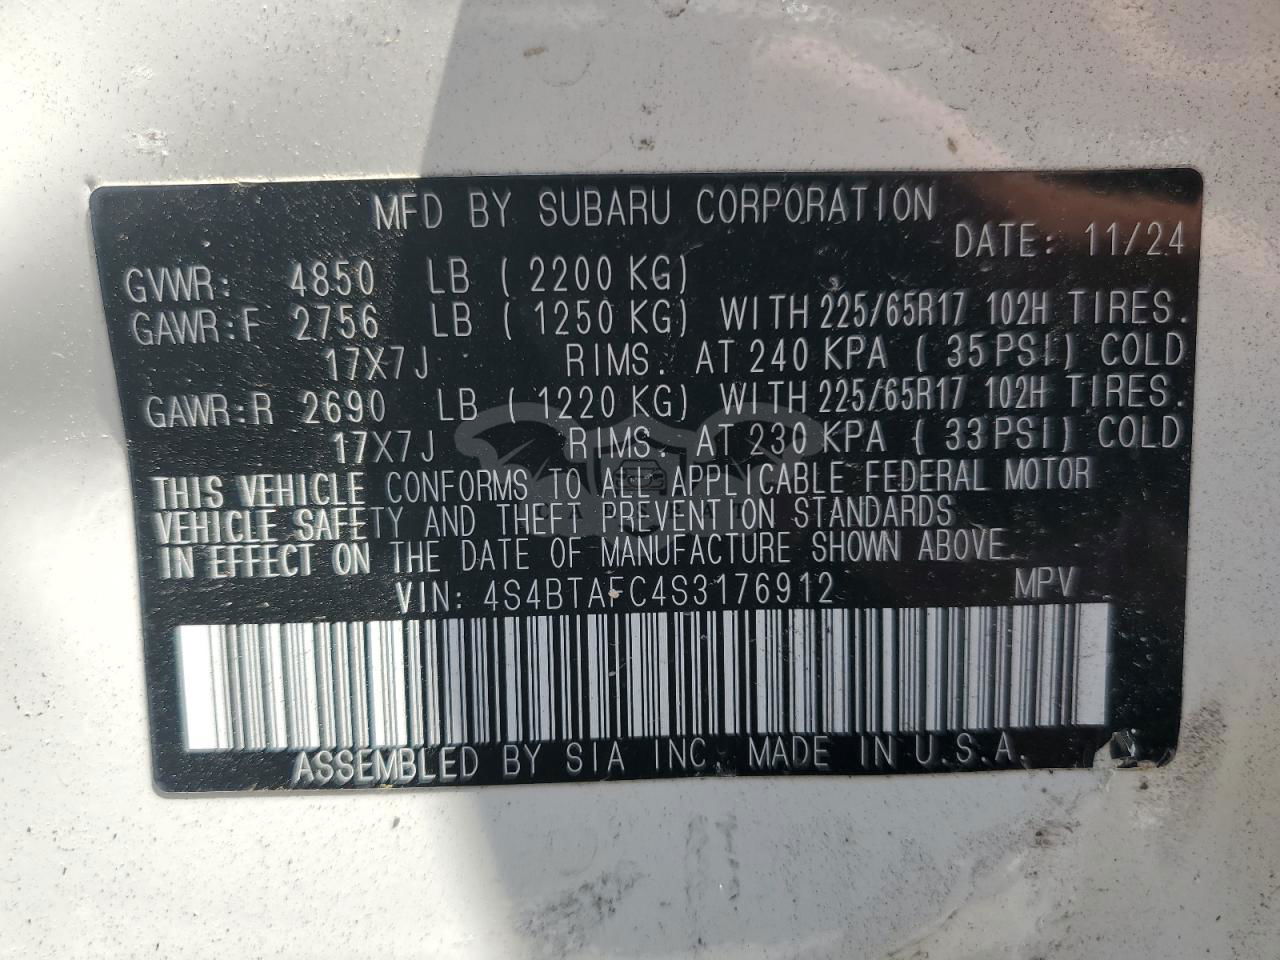 MFD BY SUBARU CORPORATION
DATE: 11/24
GVWR: 4850 LB (2200 KG)
GAWR:F 2756 LB (1250 KG) WITH 225/65R17 102H TIRES.
17X7J RIMS. AT 240 KPA (35PSI) COLD
GAWR:R 2690 LB (1220 KG) WITH 225/65R17 102H TIRES.
17X7J RIMS. AT 230 KPA (33PSI) COLD
THIS VEHICLE CONFORMS TO ALL APPLICABLE FEDERAL MOTOR
VEHICLE SAFETY AND THEFT PREVENTION STANDARDS
IN EFFECT ON THE DATE OF MANUFACTURE SHOWN ABOVE.
VIN: 4S4BTAFC4S3176912 MPV
ASSEMBLED BY SIA INC. MADE IN U.S.A.